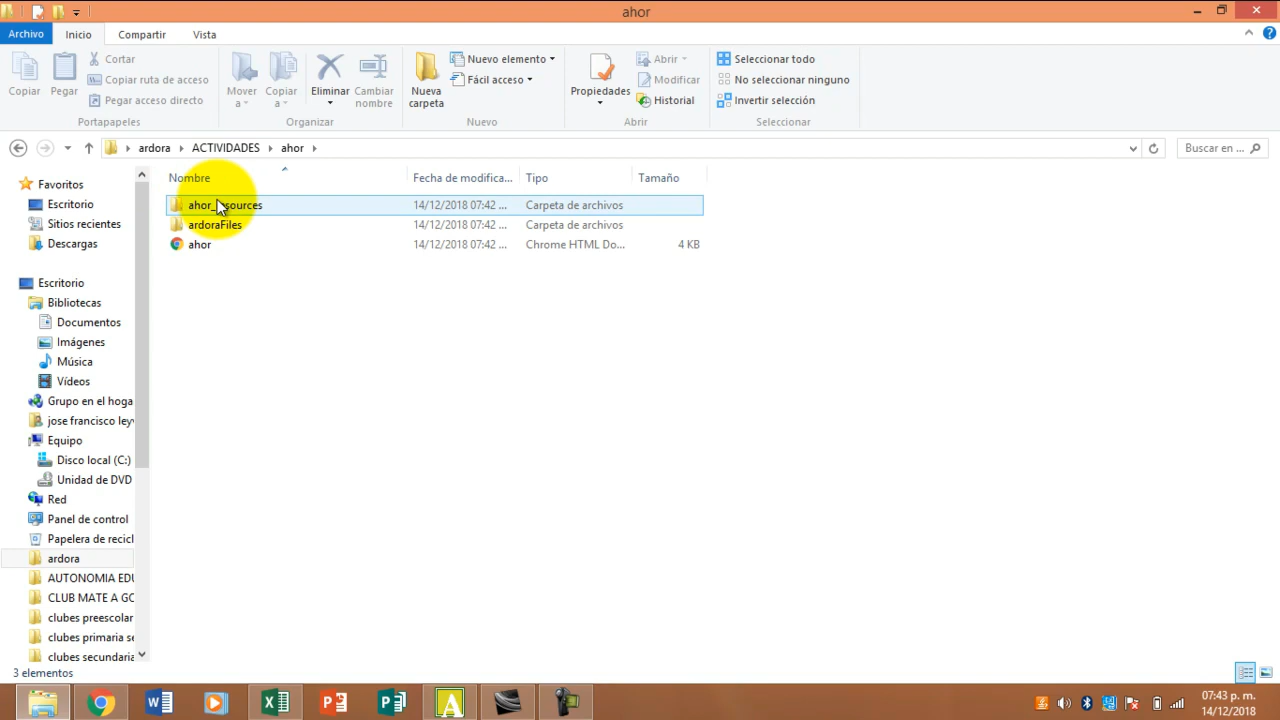 ahor
Archivo Inicio Compartir Vista
Copiar
Pegar
Cortar
Copiar ruta de acceso
Pegar acceso directo
Portapapeles
Mover a
Copiar a
Eliminar
Cambiar nombre
Organizar
Nueva carpeta
Nuevo elemento
Fácil acceso
Nuevo
Propiedades
Abrir
Modificar
Historial
Abrir
Seleccionar todo
No seleccionar ninguno
Invertir selección
Seleccionar
ardora ACTIVIDADES ahor
Buscar en ...
Nombre Fecha de modifica... Tipo Tamaño
ahor_resources 14/12/2018 07:42 ... Carpeta de archivos
ardoraFiles 14/12/2018 07:42 ... Carpeta de archivos
ahor 14/12/2018 07:42 ... Chrome HTML Do... 4 KB
Favoritos
Escritorio
Sitios recientes
Descargas
Escritorio
Bibliotecas
Documentos
Imágenes
Música
Vídeos
Grupo en el hoga
jose francisco ley
Equipo
Disco local (C:)
Unidad de DVD
Red
Panel de control
Papelera de recicl
ardora
AUTONOMIA EDU
CLUB MATE A GO
clubes preescolar
clubes primaria se
clubes secundaria
3 elementos
07:43 p. m.
14/12/2018